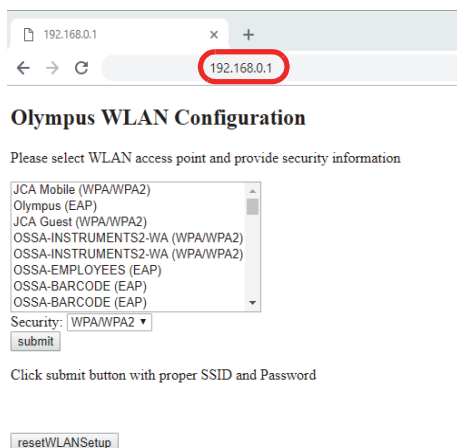 192.168.0.1
192.168.0.1
Olympus WLAN Configuration
Please select WLAN access point and provide security information
JCA Mobile (WPA/WPA2)
Olympus (EAP)
JCA Guest (WPA/WPA2)
OSSA-INSTRUMENTS2-WA (WPA/WPA2)
OSSA-INSTRUMENTS2-WA (WPA/WPA2)
OSSA-EMPLOYEES (EAP)
OSSA-BARCODE (EAP)
OSSA-BARCODE (EAP)
Security: WPA/WPA2
submit
Click submit button with proper SSID and Password
resetWLANSetup